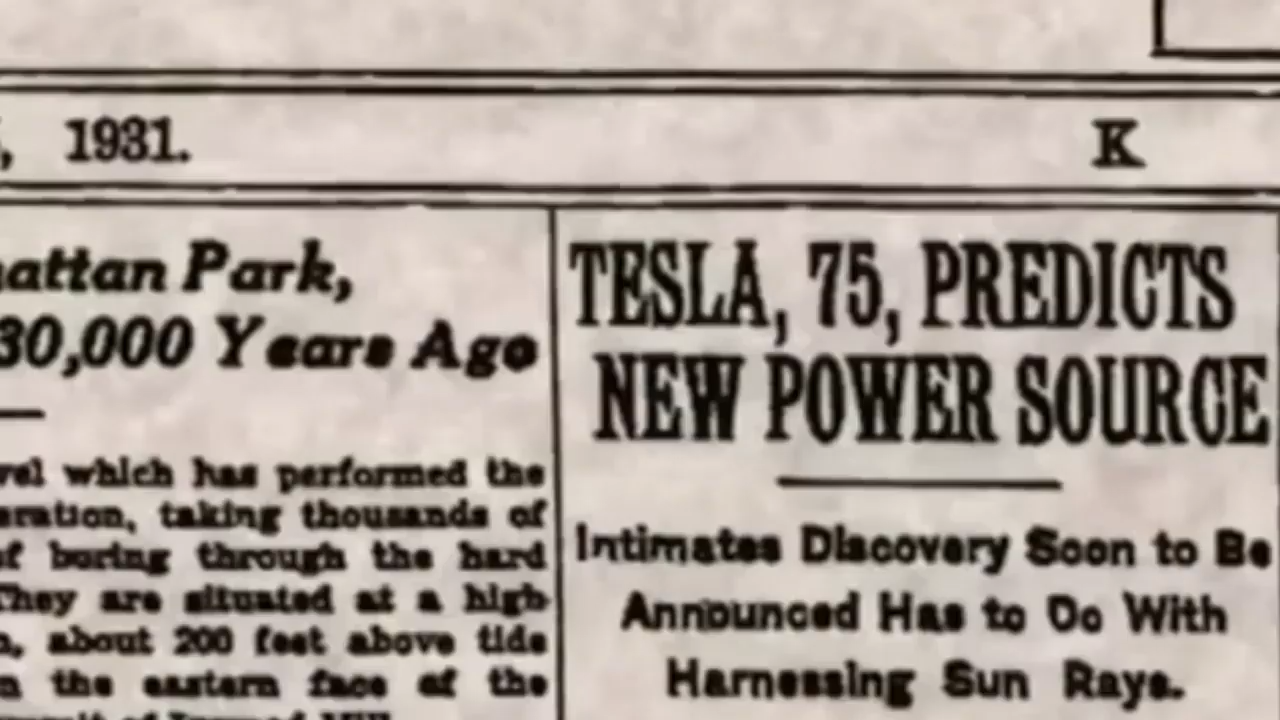 , 1931.
K
hattan Park,
30,000 Years Ago
vel which has performed the
eration, taking thousands of
of boring through the hard
They are situated at a high
about 200 feet above tide
the eastern face of the
TESLA, 75, PREDICTS
NEW POWER SOURCE
Intimates Discovery Soon to Be
Announced Has to Do With
Harnessing Sun Rays.